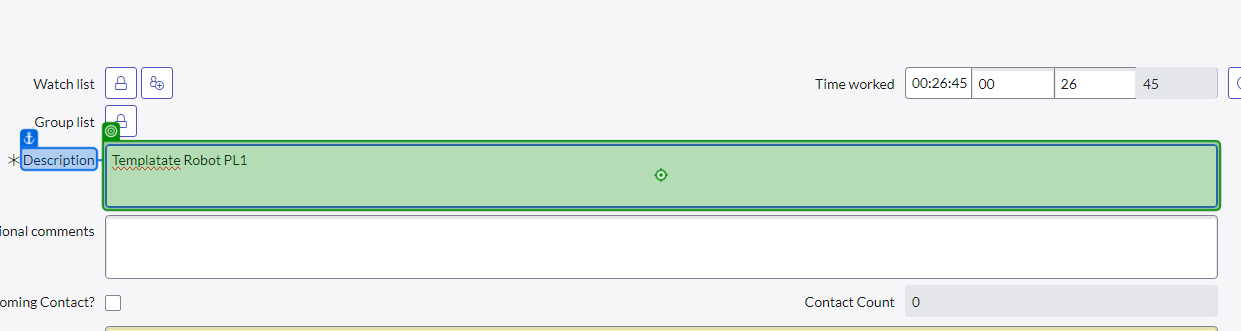 Watch list
Time worked 00:26:45 00 26 45
Group list
* Description Templatate Robot PL1
ional comments
oming Contact?
Contact Count 0